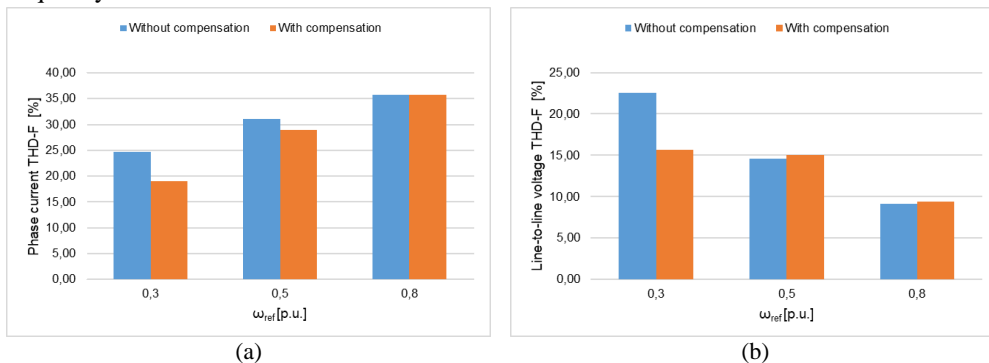 Without compensation With compensation
40,00
35,00
30,00
25,00
20,00
15,00
10,00
5,00
0,00
Phase current THD-F [%]
0,3 0,5 0,8
ωref [p.u.]
(a)
Without compensation With compensation
25,00
20,00
15,00
10,00
5,00
0,00
Line-to-line voltage THD-F [%]
0,3 0,5 0,8
ωref [p.u.]
(b)